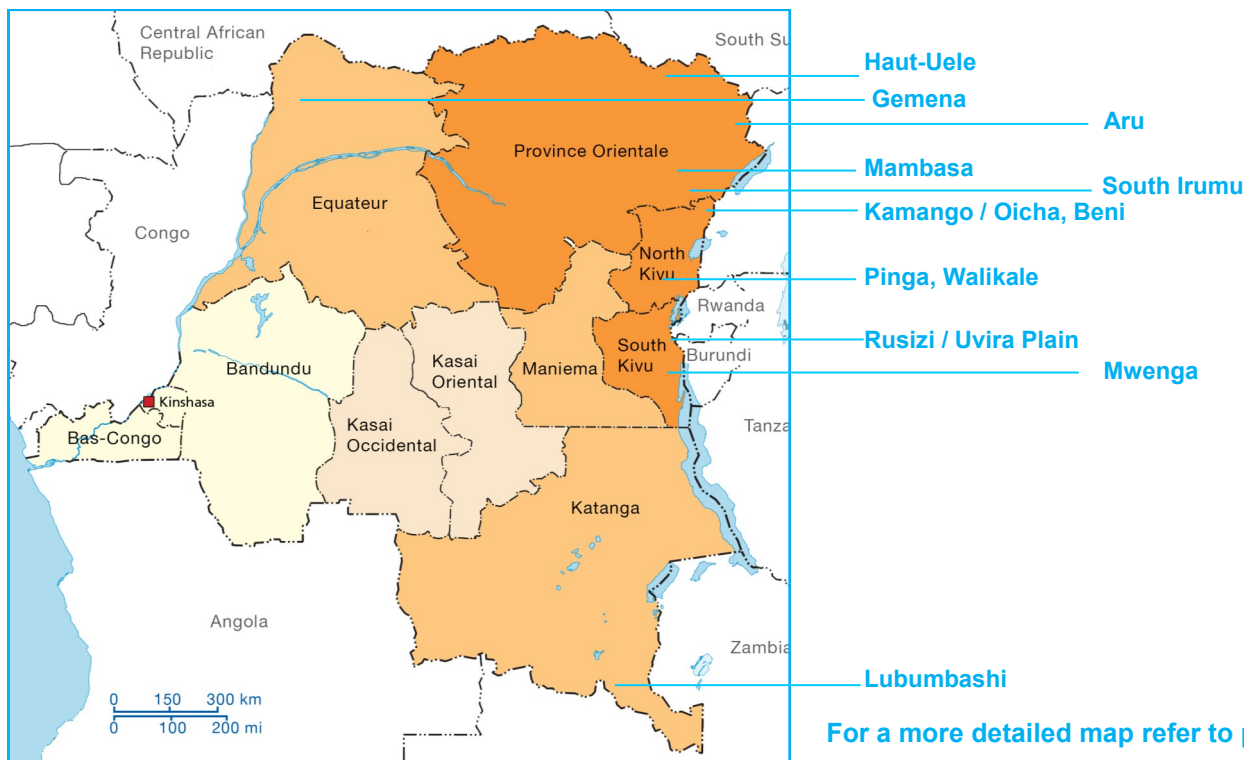 Central African
Republic
South Su
Haut-Uele
Gemena
Aru
Province Orientale
Mambasa
South Irumu
Equateur
Kamango / Oicha, Beni
Congo
North
Kivu
Pinga, Walikale
Rwanda
Rusizi / Uvira Plain
South
Kivu
Burundi
Kasai
Oriental
Maniema
Bandundu
Mwenga
Kinshasa
Bas-Congo
Kasai
Occidental
Tanza
Katanga
Angola
Zambia
Lubumbashi
0 150 300 km
0 100 200 mi
For a more detailed map refer to p